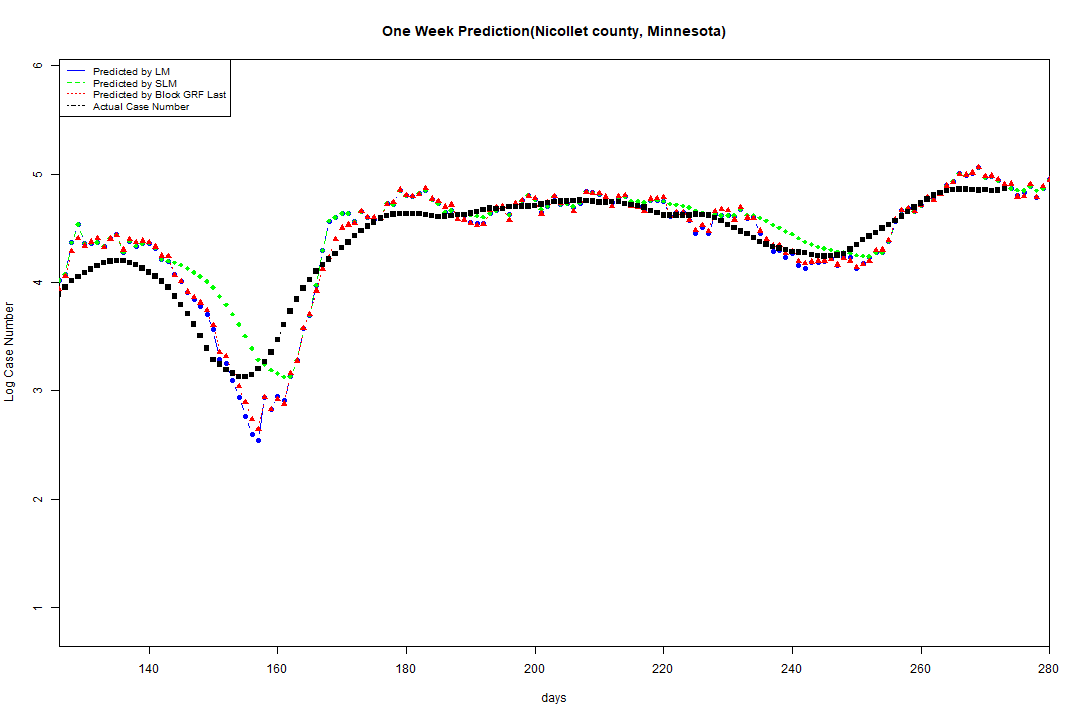 One Week Prediction(Nicollet county, Minnesota)
Predicted by LM
Predicted by SLM
Predicted by Block GRF Last
Actual Case Number
Log Case Number
6
5
4
3
2
1
140 160 180 200 220 240 260 280
days